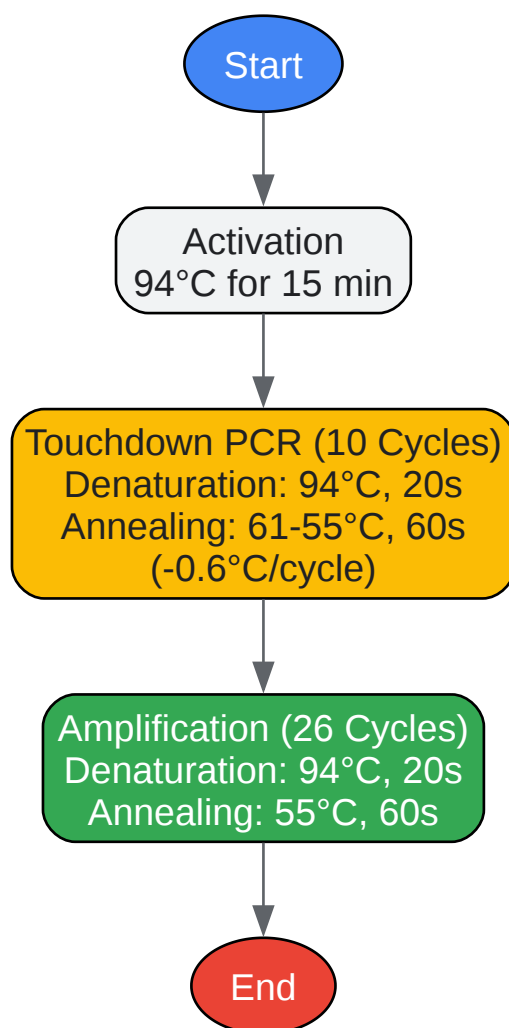 Start
Activation
94°C for 15 min
Touchdown PCR (10 Cycles)
Denaturation: 94°C, 20s
Annealing: 61-55°C, 60s
(-0.6°C/cycle)
Amplification (26 Cycles)
Denaturation: 94°C, 20s
Annealing: 55°C, 60s
End